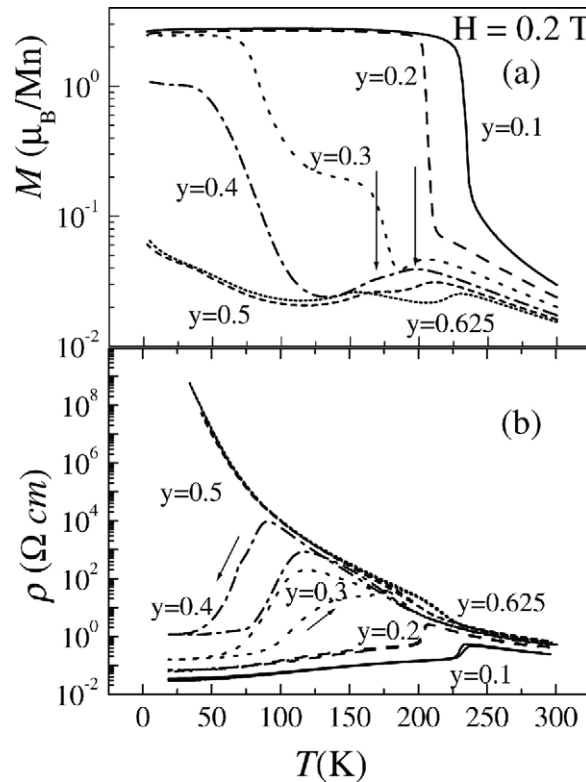 H = 0.2 T
(a)
y=0.2
y=0.1
y=0.3
y=0.4
y=0.5
y=0.625
M (μ_B/Mn)
10^0
10^-1
10^-2
(b)
y=0.5
y=0.4
y=0.3
y=0.2
y=0.625
y=0.1
ρ (Ω cm)
10^8
10^6
10^4
10^2
10^0
10^-2
0 50 100 150 200 250 300
T(K)